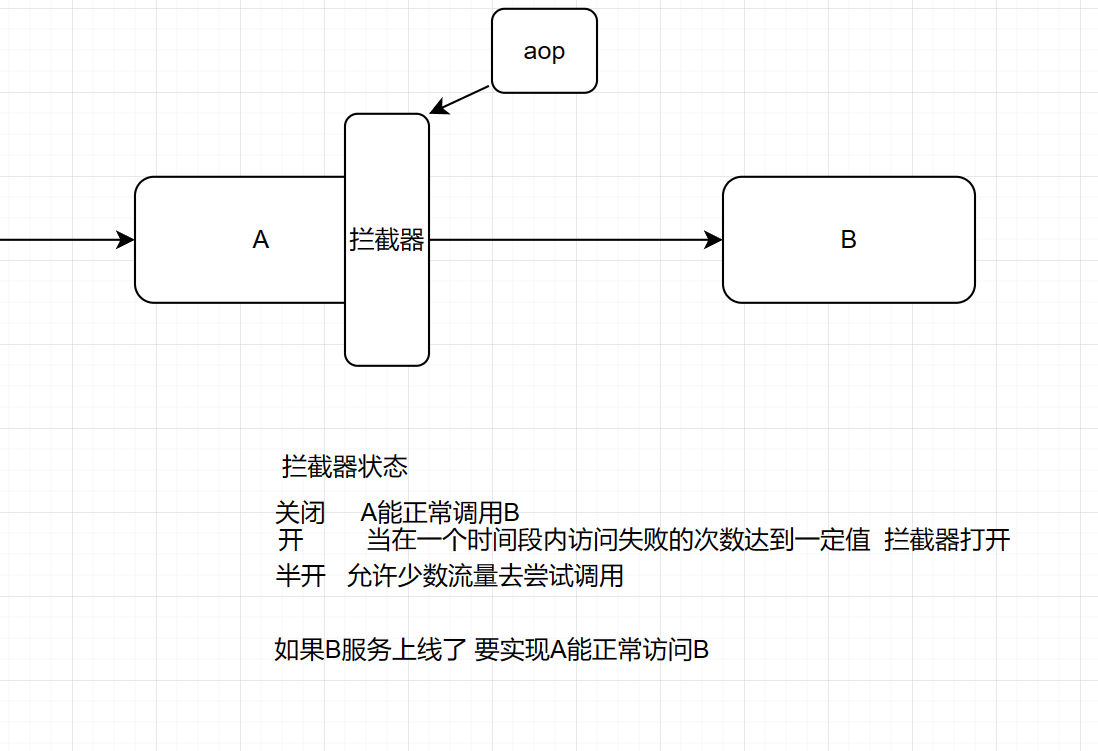 aop
A
拦截器
B
拦截器状态
关闭 A能正常调用B
开 当在一个时间段内访问失败的次数达到一定值 拦截器打开
半开 允许少数流量去尝试调用
如果B服务上线了 要实现A能正常访问B